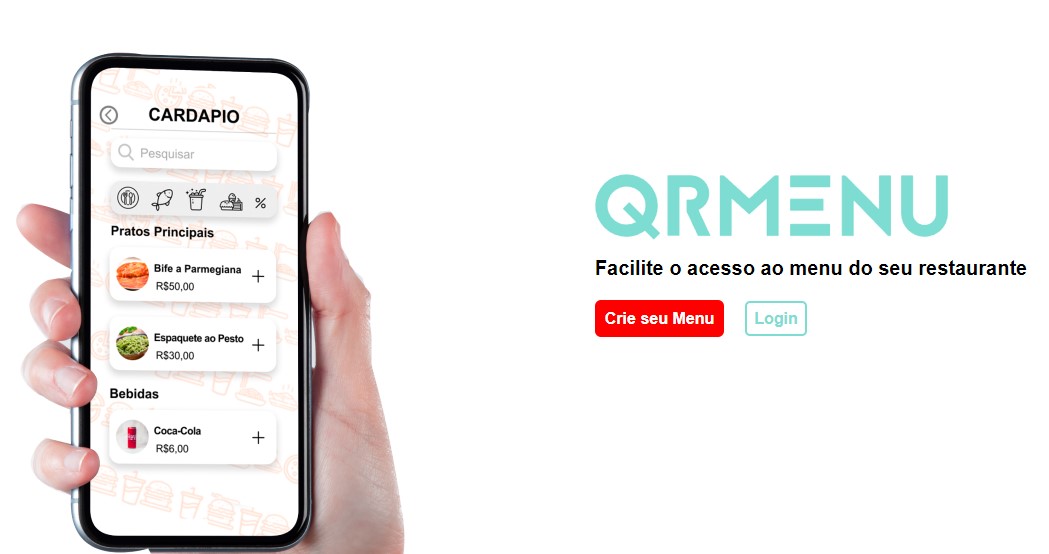 CARDAPIO
Pesquisar
%
Pratos Principais
Bife a Parmegiana
R$50,00
+
Espaquete ao Pesto
R$30,00
+
Bebidas
Coca-Cola
R$6,00
+
QRMENU
Facilite o acesso ao menu do seu restaurante
Crie seu Menu
Login